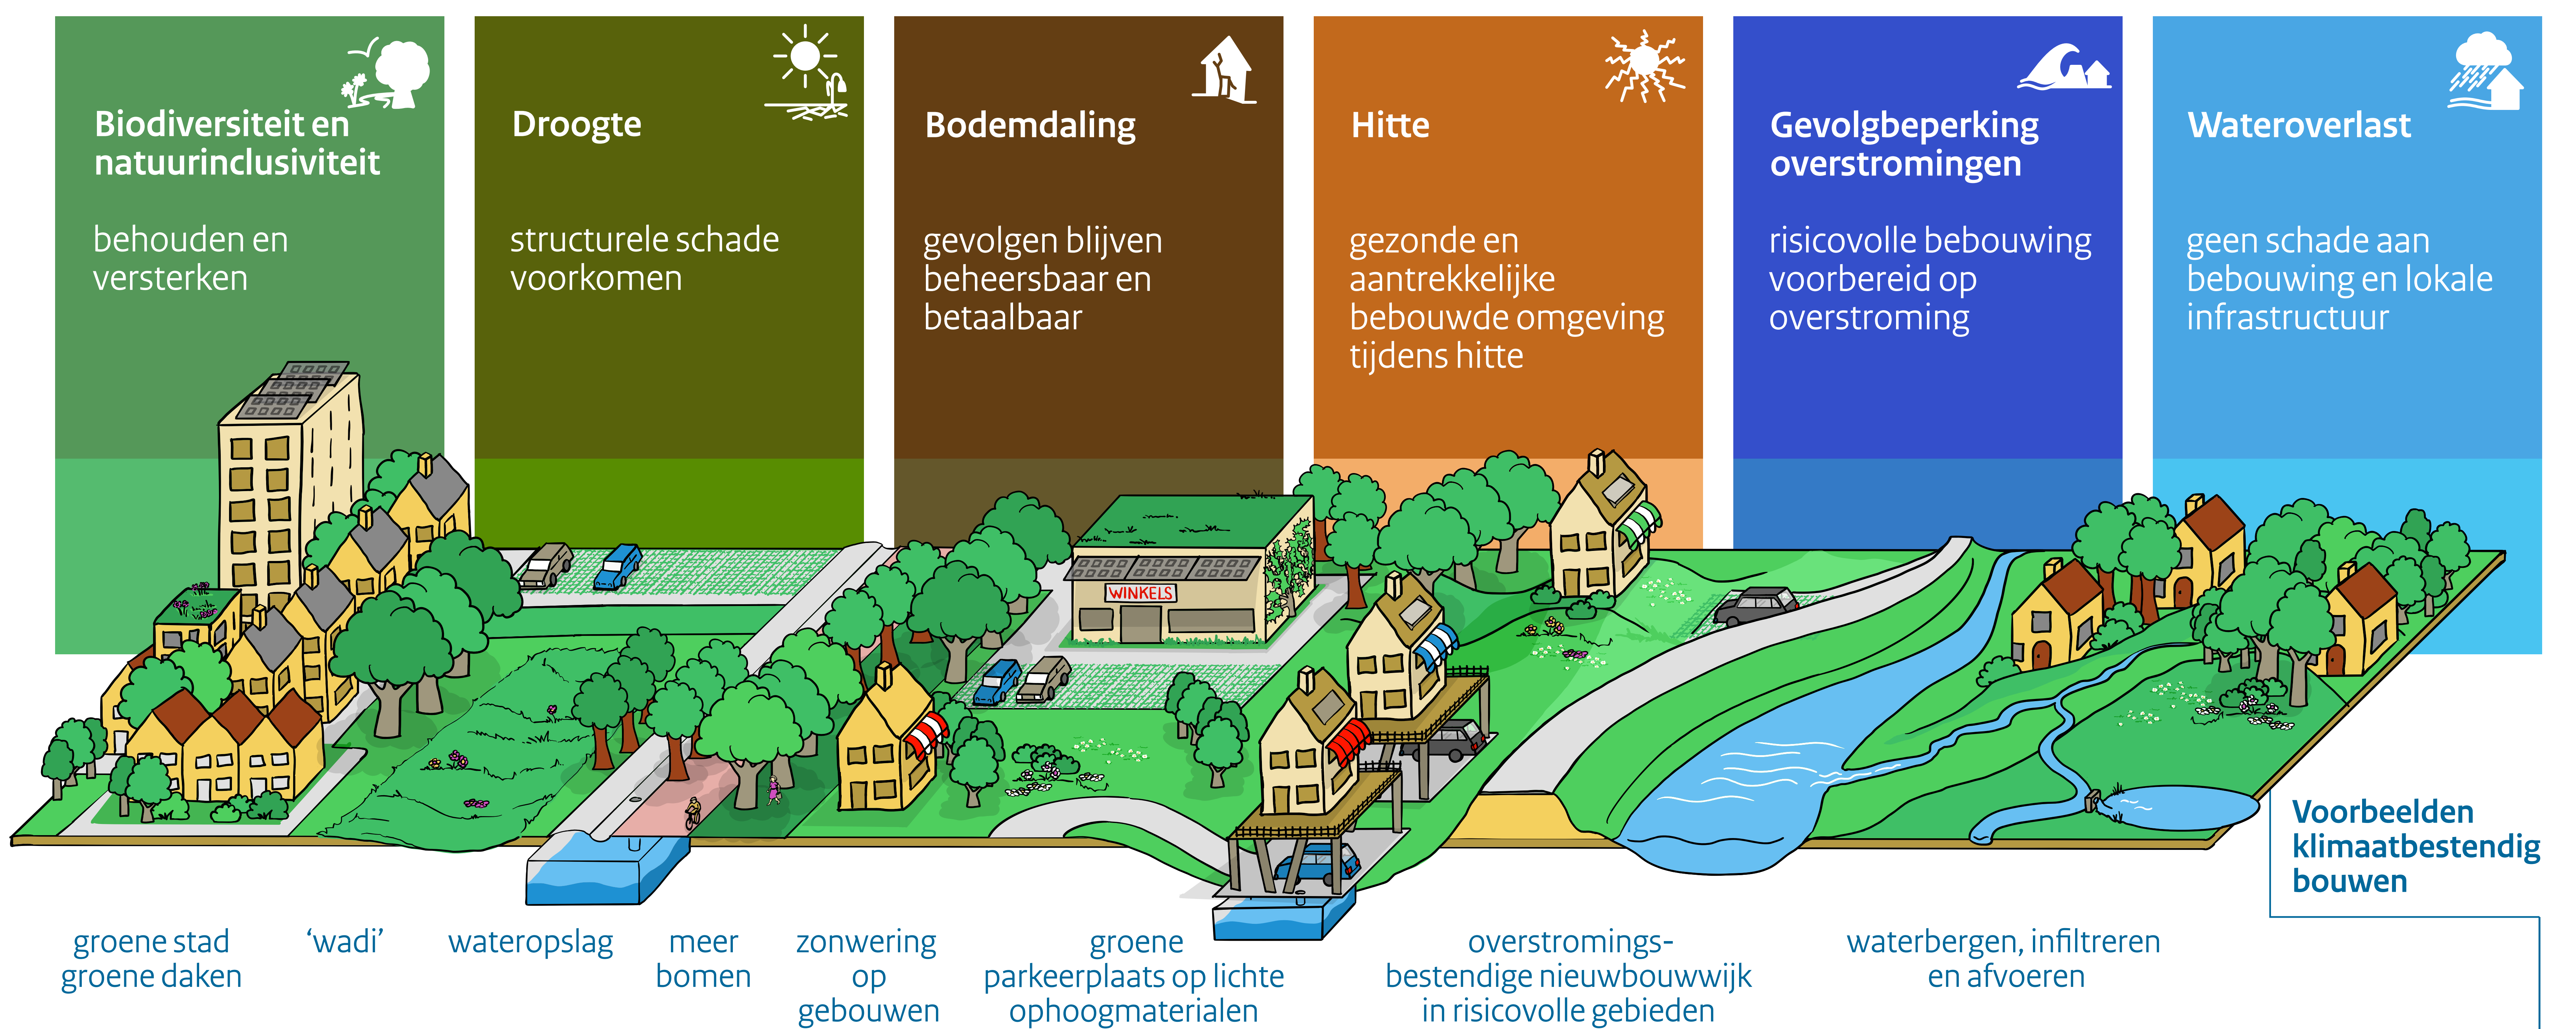 Biodiversiteit en
natuurinclusiviteit
behouden en
versterken
Droogte
structurele schade
voorkomen
Bodemdaling
gevolgen blijven
beheersbaar en
betaalbaar
Hitte
gezonde en
aantrekkelijke
bebouwde omgeving
tijdens hitte
Gevolgbeperking
overstromingen
risicovolle bebouwing
voorbereid op
overstroming
Wateroverlast
geen schade aan
bebouwing en lokale
infrastructuur
WINKELS
Voorbeelden
klimaatbestendig
bouwen
groene stad
groene daken
‘wadi’
wateropslag
meer
bomen
zonwering
op
gebouwen
groene
parkeerplaats op lichte
ophoogmaterialen
overstromings-
bestendige nieuwbouwwijk
in risicovolle gebieden
waterbergen, infiltreren
en afvoeren